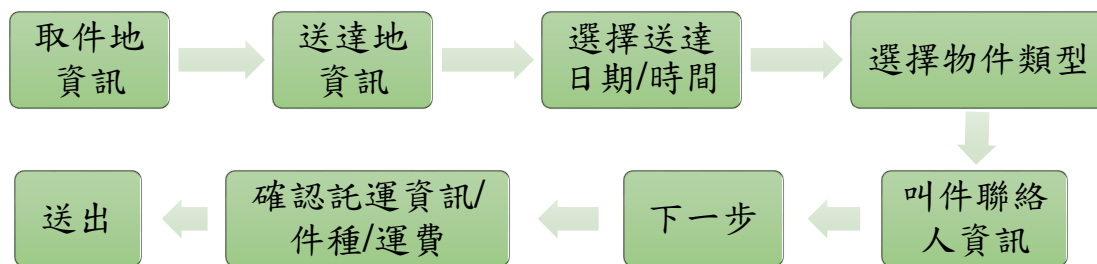 取件地
資訊
送達地
資訊
選擇送達
日期/時間
選擇物件類型
叫件聯絡
人資訊
下一步
確認託運資訊/
件種/運費
送出